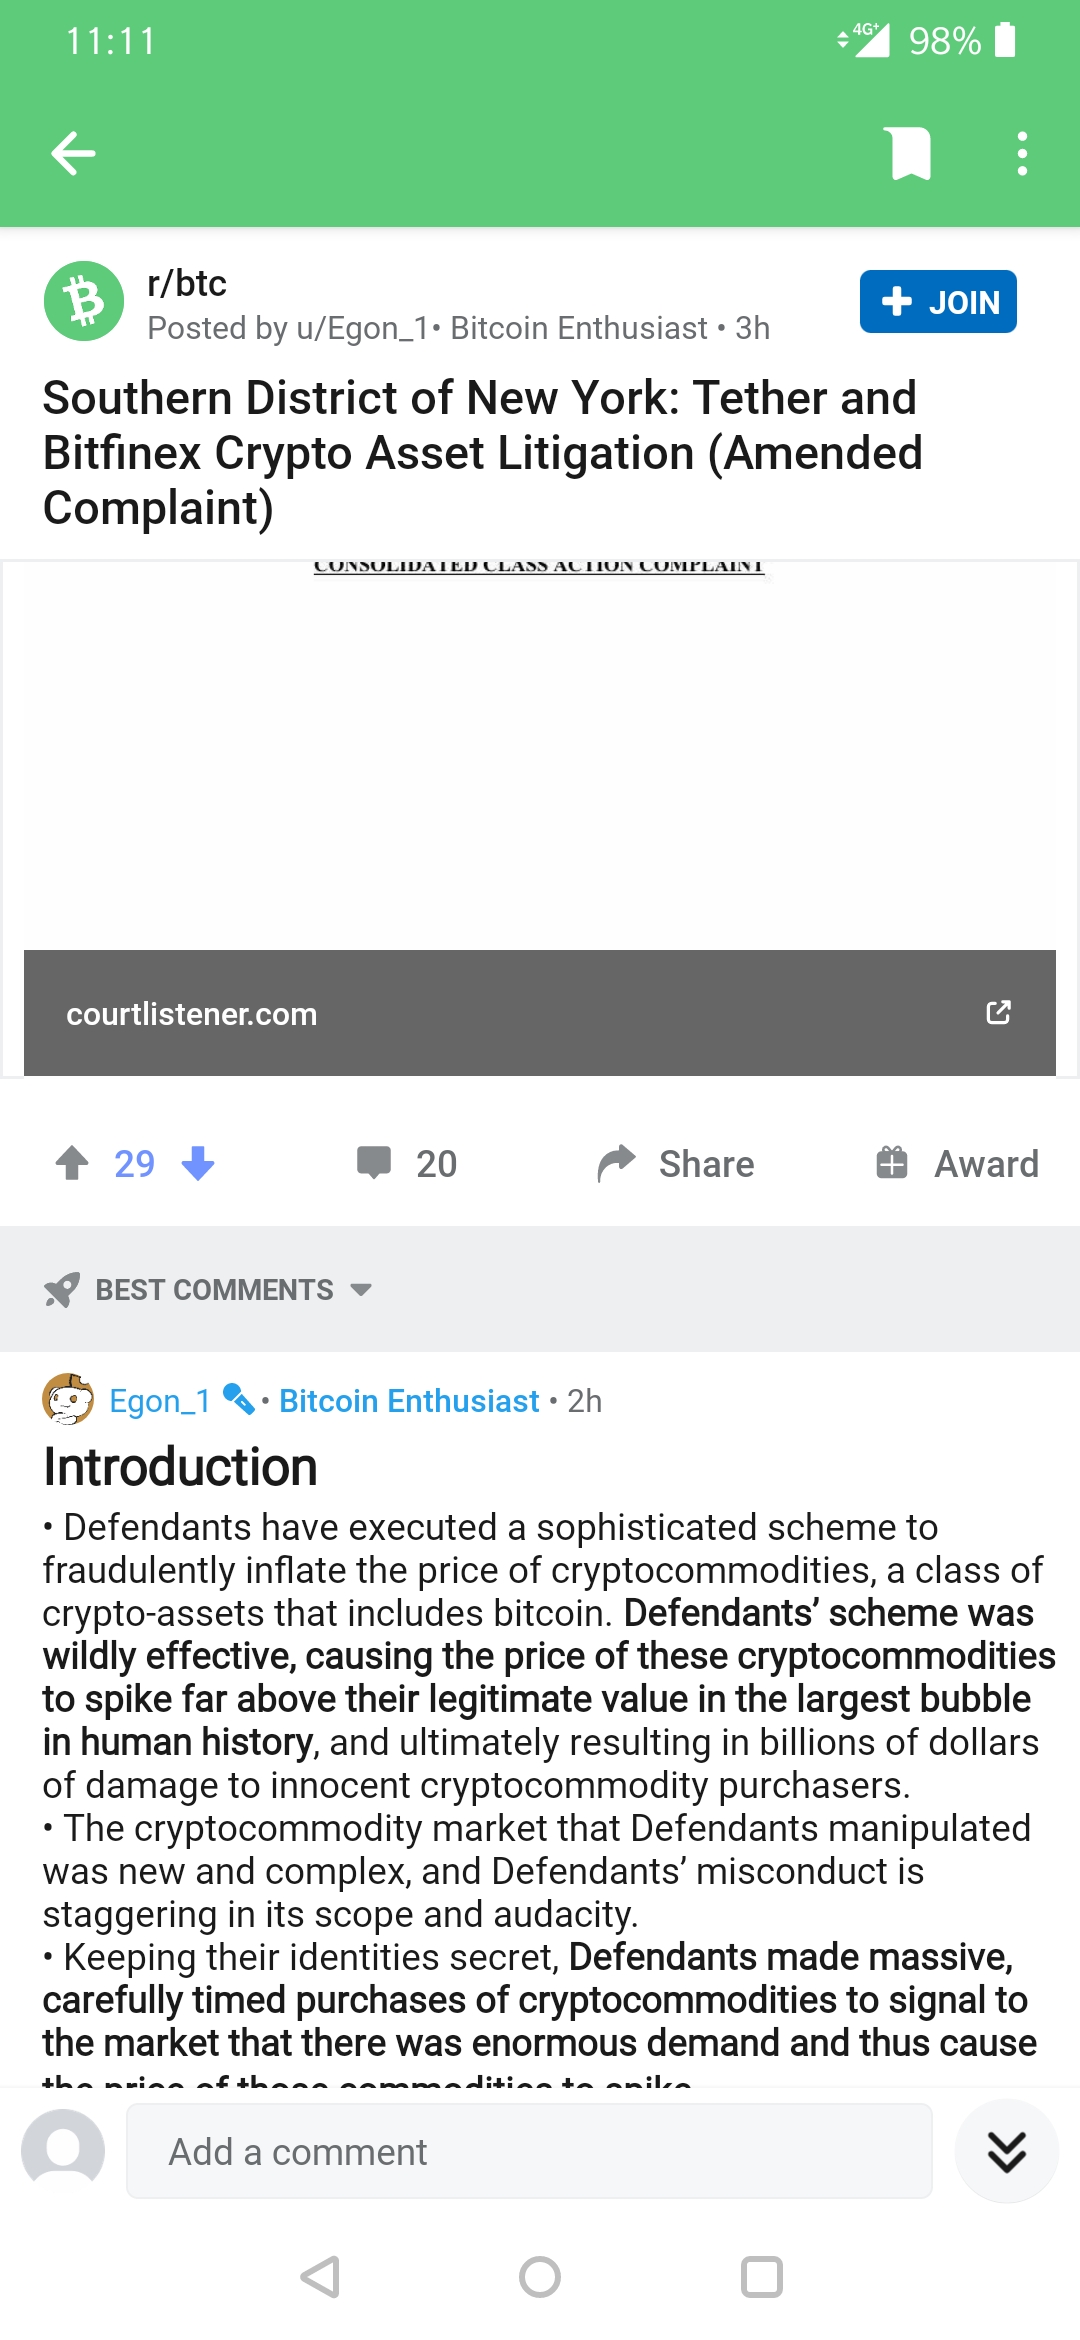 11:11
4G+ 98%
r/btc
Posted by u/Egon_1• Bitcoin Enthusiast • 3h
JOIN
Southern District of New York: Tether and
Bitfinex Crypto Asset Litigation (Amended
Complaint)
CONSOLIDATED CLASS ACTION COMPLAINT
courtlistener.com
29
20
Share
Award
BEST COMMENTS
Egon_1 • Bitcoin Enthusiast • 2h
Introduction
• Defendants have executed a sophisticated scheme to
fraudulently inflate the price of cryptocommodities, a class of
crypto-assets that includes bitcoin. Defendants’ scheme was
wildly effective, causing the price of these cryptocommodities
to spike far above their legitimate value in the largest bubble
in human history, and ultimately resulting in billions of dollars
of damage to innocent cryptocommodity purchasers.
• The cryptocommodity market that Defendants manipulated
was new and complex, and Defendants’ misconduct is
staggering in its scope and audacity.
• Keeping their identities secret, Defendants made massive,
carefully timed purchases of cryptocommodities to signal to
the market that there was enormous demand and thus cause
the price of those commodities to spike
Add a comment